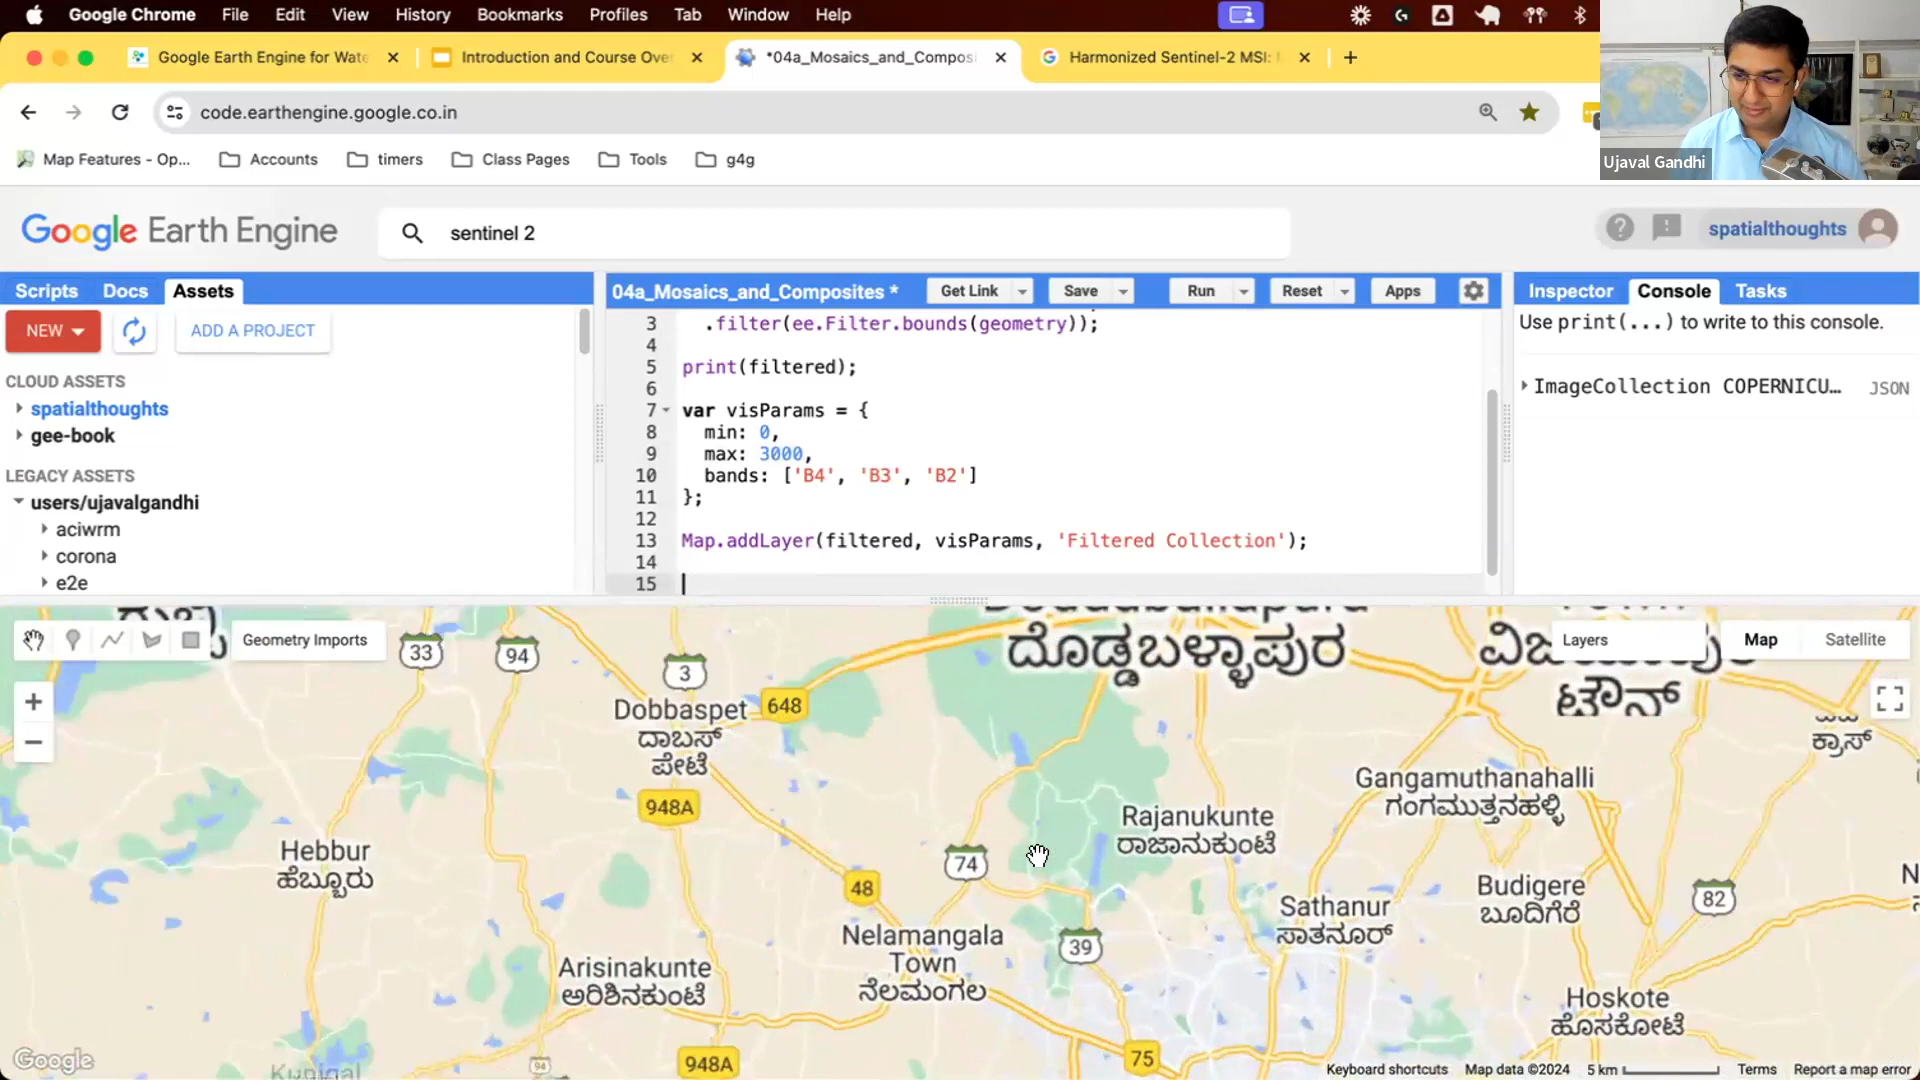 Google Chrome File Edit View History Bookmarks Profiles Tab Window Help
Google Earth Engine for Wate
Introduction and Course Ove
*04a_Mosaics_and_Compos
Harmonized Sentinel-2 MSI:
code.earthengine.google.co.in
Map Features - Op...
Accounts
timers
Class Pages
Tools
g4g
Ujaval Gandhi
Google Earth Engine
sentinel 2
spatialthoughts
Scripts Docs Assets
NEW
ADD A PROJECT
CLOUD ASSETS
spatialthoughts
gee-book
LEGACY ASSETS
users/ujavalgandhi
aciwrm
corona
e2e
04a_Mosaics_and_Composites *
Get Link
Save
Run
Reset
Apps
3 .filter(ee.Filter.bounds(geometry));
4
5 print(filtered);
6
7 var visParams = {
8 min: 0,
9 max: 3000,
10 bands: ['B4', 'B3', 'B2']
11 };
12
13 Map.addLayer(filtered, visParams, 'Filtered Collection');
14
15
Inspector Console Tasks
Use print(...) to write to this console.
ImageCollection COPERNICU… JSON
Geometry Imports
Layers
Map
Satellite
33
94
3
648
ದೊಡ್ಡಬಳ್ಳಾಪುರ
ಟೌನ್
ಕ್ರಾಸ್
Dobbaspet
ದಾಬಸ್
ಪೇಟೆ
948A
Gangamuthanahalli
ಗಂಗಮುತ್ತನಹಳ್ಳಿ
Rajanukunte
ರಾಜಾನುಕುಂಟೆ
Hebbur
ಹೆಬ್ಬೂರು
74
48
Budigere
ಬೂದಿಗೆರೆ
82
Sathanur
ಸಾತನೂರ್
Nelamangala
Town
ನೆಲಮಂಗಲ
39
Arisinakunte
ಅರಿಶಿನಕುಂಟೆ
Hoskote
ಹೊಸಕೋಟೆ
Google
94
948A
75
Keyboard shortcuts Map data ©2024 5 km Terms Report a map error